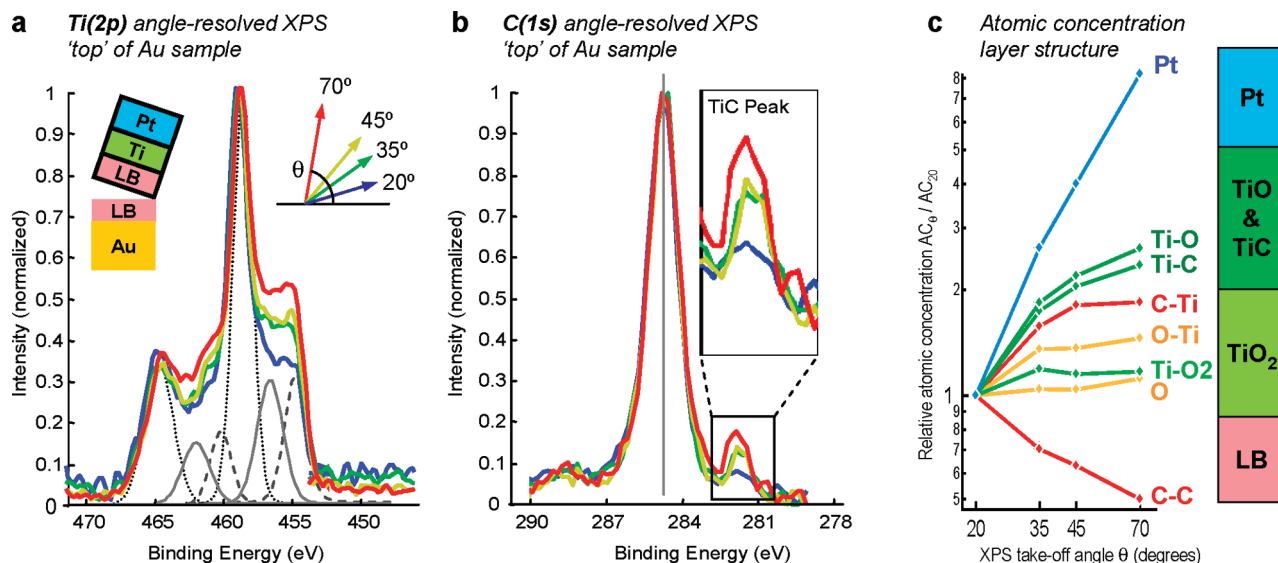 a
Ti(2p) angle-resolved XPS
'top' of Au sample
Pt
Ti
LB
LB
Au
70º
45º
35º
20º
θ
Intensity (normalized)
1
0.9
0.8
0.7
0.6
0.5
0.4
0.3
0.2
0.1
0
470
465
460
455
450
Binding Energy (eV)
b
C(1s) angle-resolved XPS
'top' of Au sample
TiC Peak
Intensity (normalized)
1
0.9
0.8
0.7
0.6
0.5
0.4
0.3
0.2
0.1
0
290
287
284
281
278
Binding Energy (eV)
c
Atomic concentration
layer structure
Relative atomic concentration ACθ / AC20
8
7
6
5
4
3
2
1
9
8
7
6
5
Pt
Ti-O
Ti-C
C-Ti
O-Ti
Ti-O2
O
C-C
20
35
45
70
XPS take-off angle θ (degrees)
Pt
TiO
&
TiC
TiO2
LB